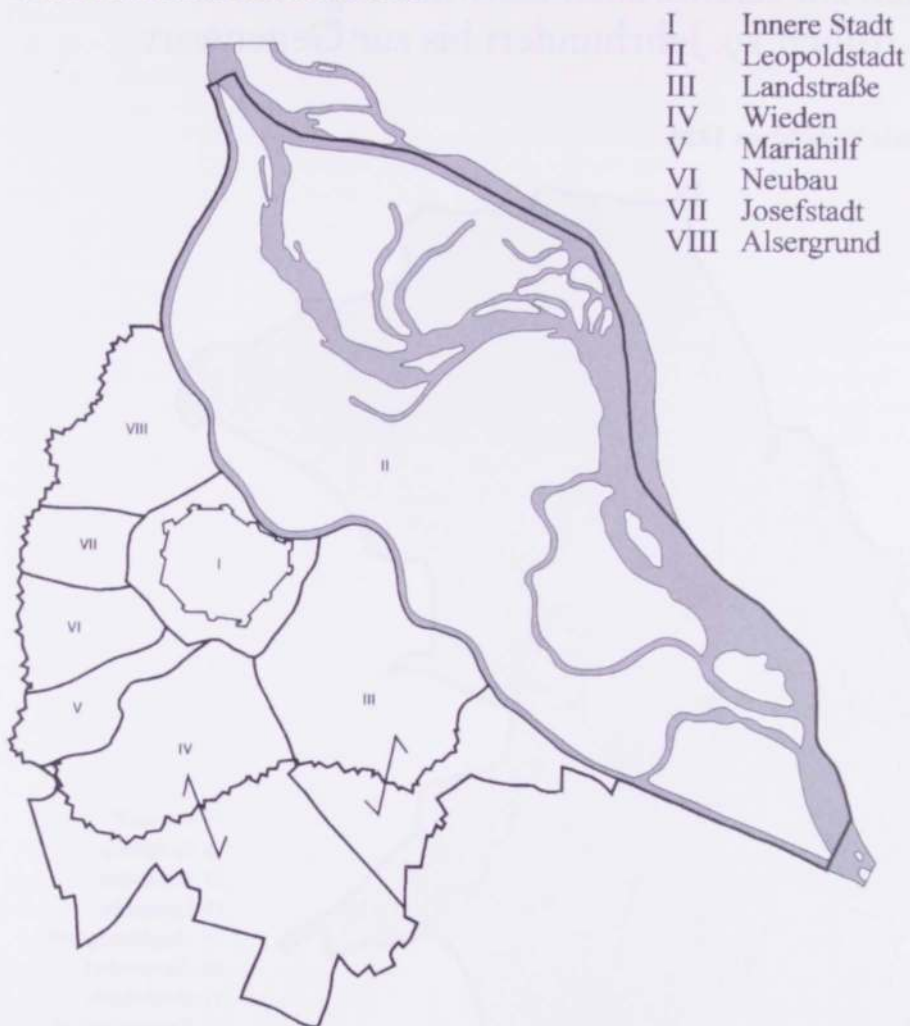 I Innere Stadt
II Leopoldstadt
III Landstraße
IV Wieden
V Mariahilf
VI Neubau
VII Josefstadt
VIII Alsergrund
VIII
II
VII
I
VI
III
V
IV